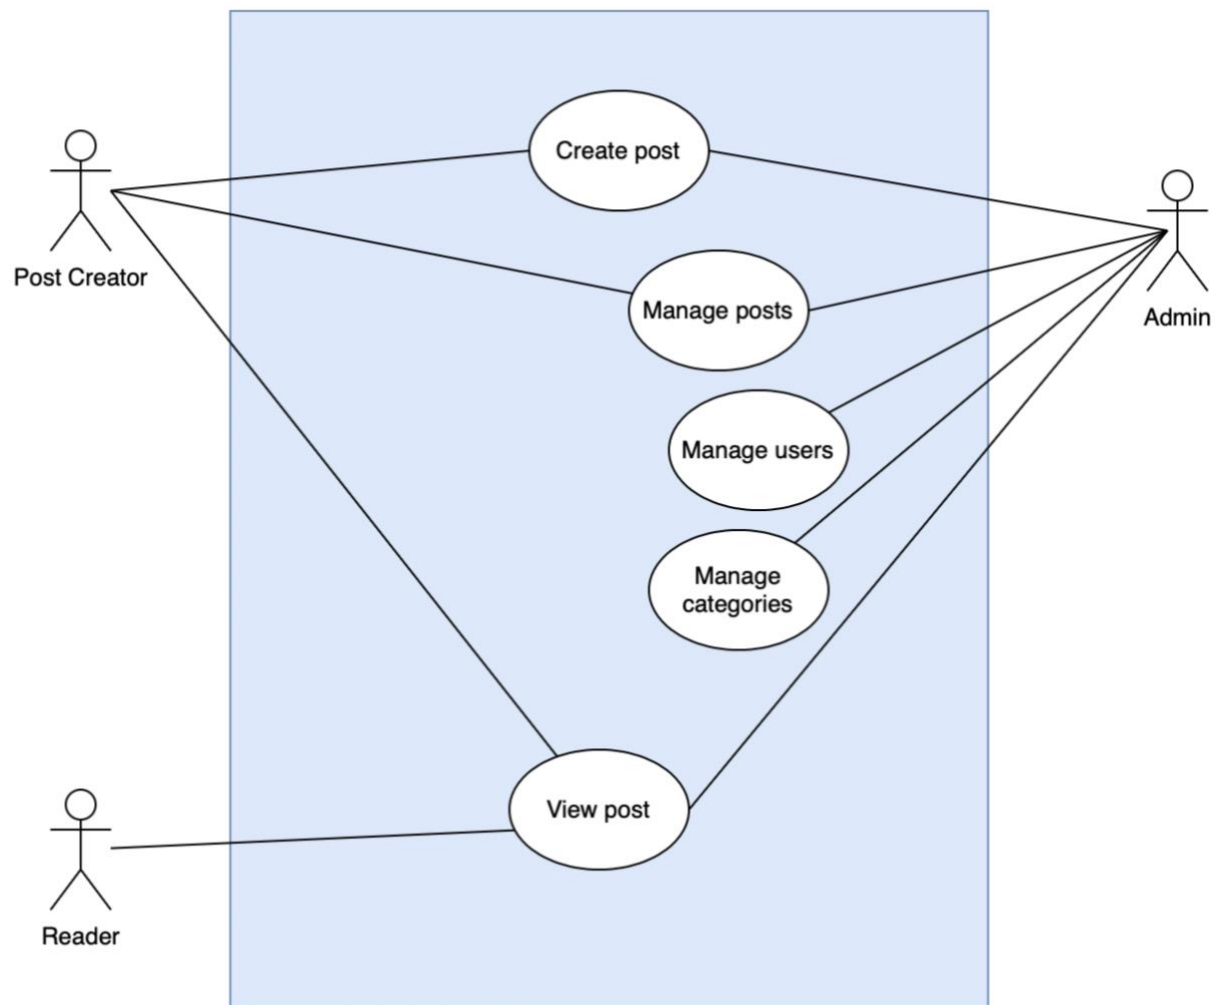 Create post
Post Creator
Manage posts
Admin
Manage users
Manage
categories
View post
Reader